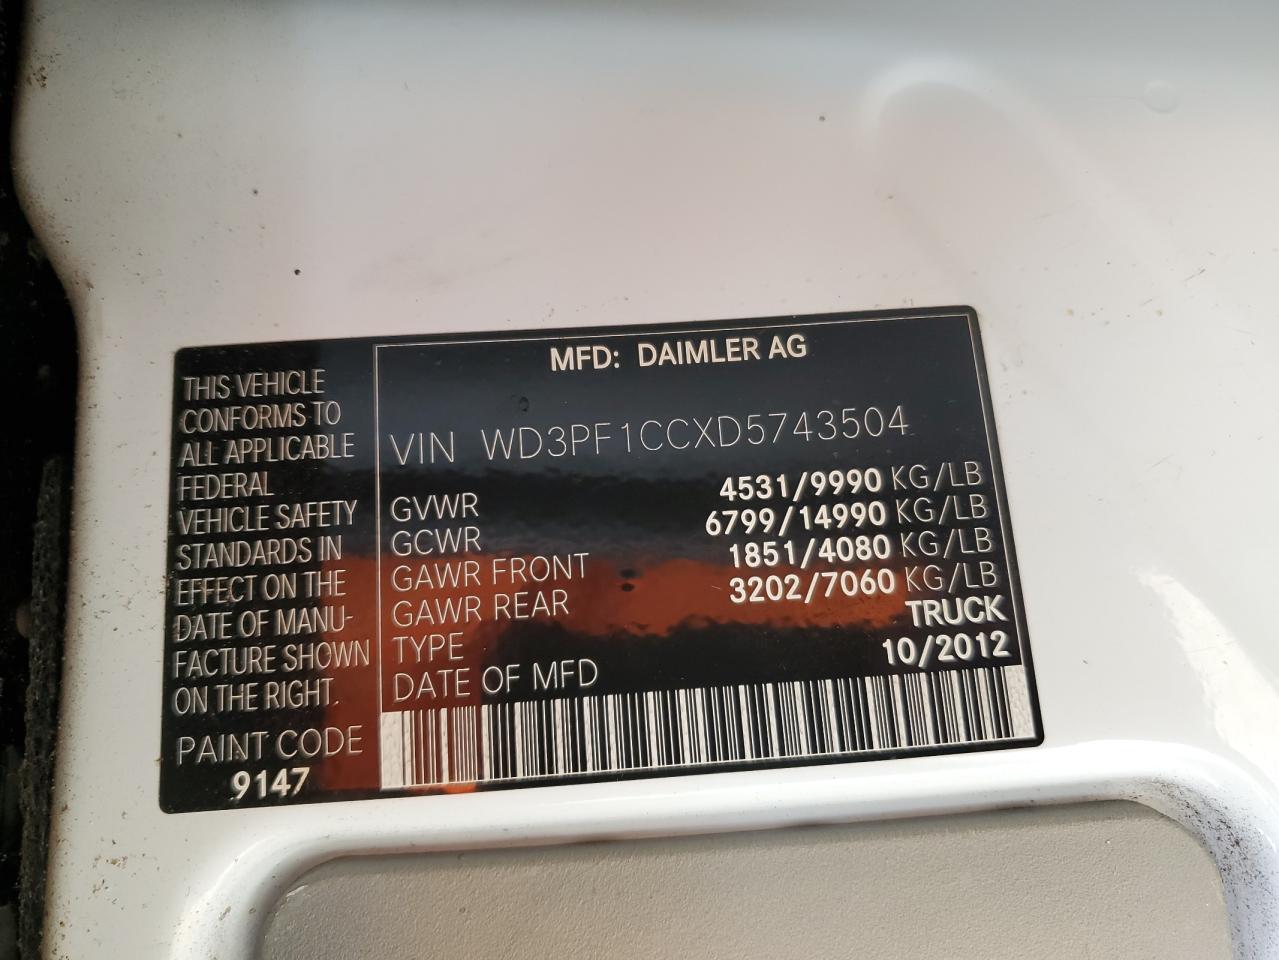 THIS VEHICLE
CONFORMS TO
ALL APPLICABLE
FEDERAL
VEHICLE SAFETY
STANDARDS IN
EFFECT ON THE
DATE OF MANU-
FACTURE SHOWN
ON THE RIGHT.
PAINT CODE
9147
MFD: DAIMLER AG
VIN WD3PF1CCXD5743504
GVWR 4531/9990 KG/LB
GCWR 6799/14990 KG/LB
GAWR FRONT 1851/4080 KG/LB
GAWR REAR 3202/7060 KG/LB
TYPE TRUCK
DATE OF MFD 10/2012